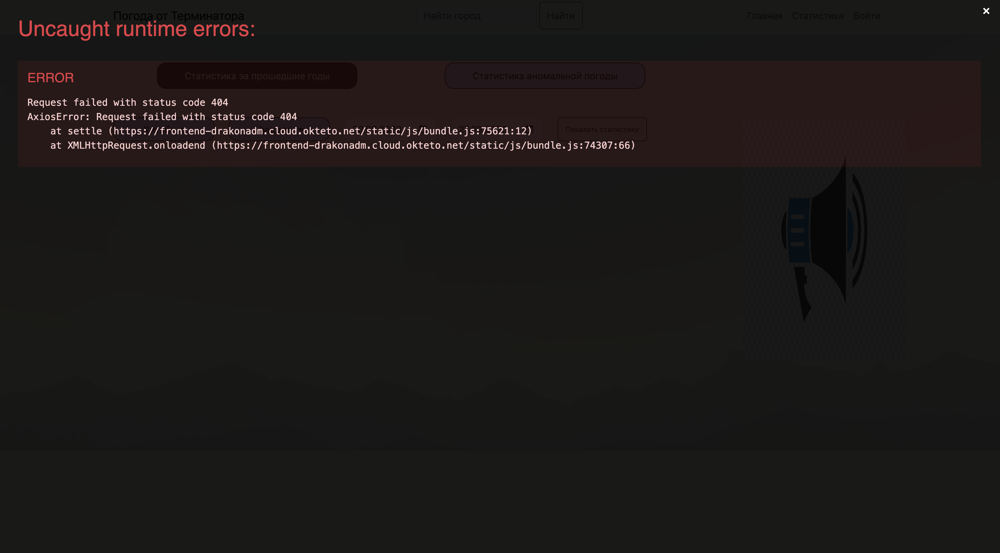 Погода от Терминатора
Найти город
Найти
Главная Статистика Войти
Uncaught runtime errors:
ERROR
Статистика за прошедшие годы
Статистика аномальной погоды
Request failed with status code 404
AxiosError: Request failed with status code 404
at settle (https://frontend-drakonadm.cloud.okteto.net/static/js/bundle.js:75621:12)
Показать статистику
at XMLHttpRequest.onloadend (https://frontend-drakonadm.cloud.okteto.net/static/js/bundle.js:74307:66)